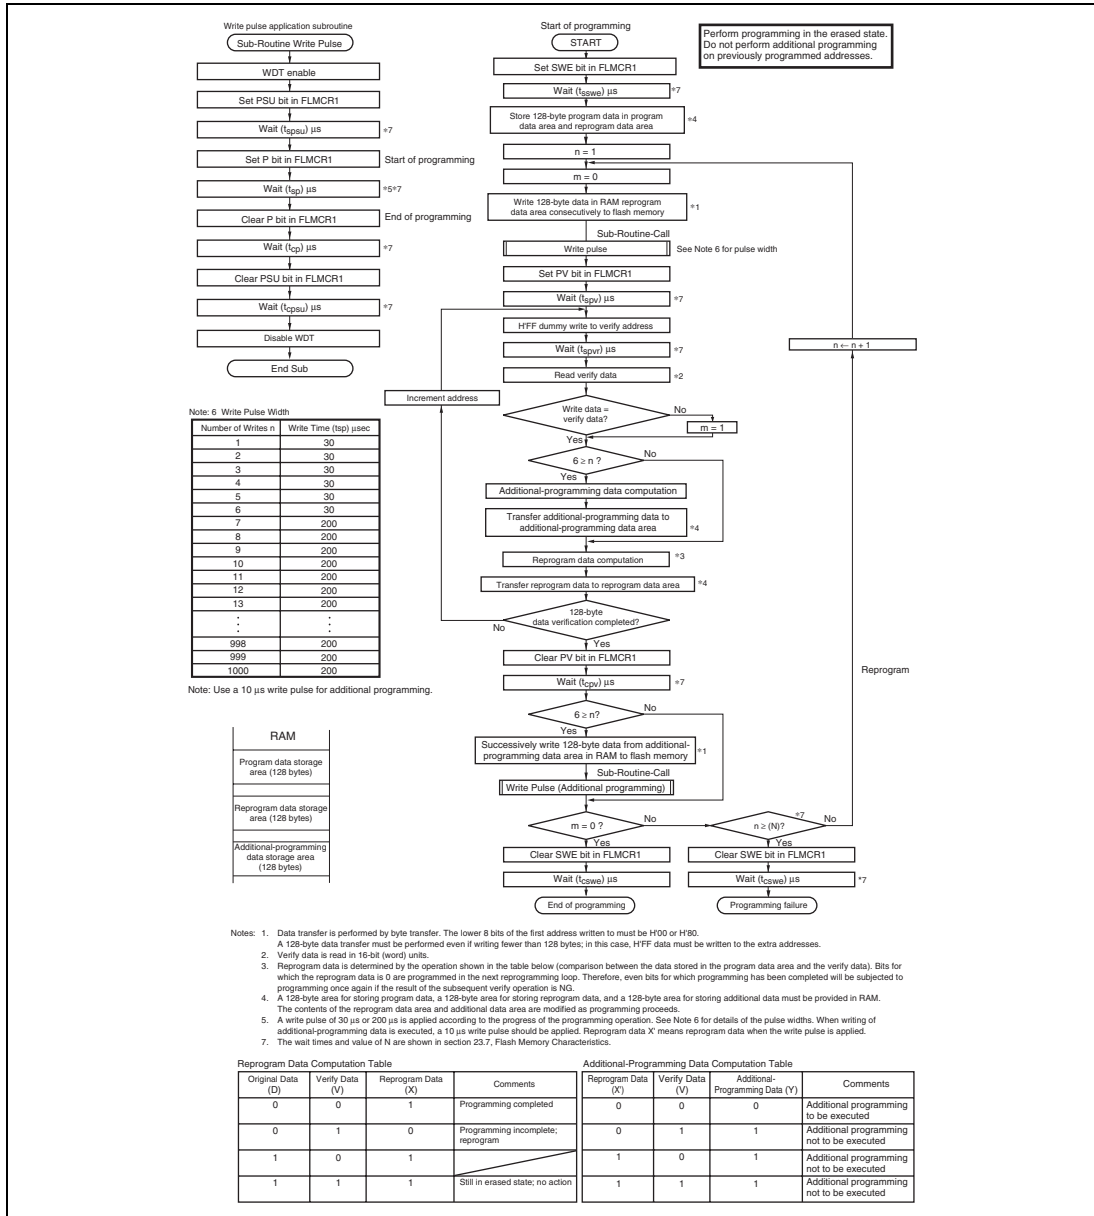 Write pulse application subroutine
Sub-Routine Write Pulse
WDT enable
Set PSU bit in FLMCR1
Wait (tspsu) μs
*7
Set P bit in FLMCR1
Start of programming
Wait (tsp) μs
*5*7
Clear P bit in FLMCR1
End of programming
Wait (tcp) μs
*7
Clear PSU bit in FLMCR1
Wait (tcpsu) μs
*7
Disable WDT
End Sub
Note: 6 Write Pulse Width
Number of Writes n Write Time (tsp) μsec
1 30
2 30
3 30
4 30
5 30
6 30
7 200
8 200
9 200
10 200
11 200
12 200
13 200
998 200
999 200
1000 200
Note: Use a 10 μs write pulse for additional programming.
RAM
Program data storage
area (128 bytes)
Reprogram data storage
area (128 bytes)
Additional-programming
data storage area
(128 bytes)
Start of programming
START
Perform programming in the erased state.
Do not perform additional programming
on previously programmed addresses.
Set SWE bit in FLMCR1
Wait (tsswe) μs
*7
Store 128-byte program data in program
data area and reprogram data area
*4
n = 1
m = 0
Write 128-byte data in RAM reprogram
data area consecutively to flash memory
*1
Sub-Routine-Call
Write pulse
See Note 6 for pulse width
Set PV bit in FLMCR1
Wait (tspv) μs
*7
H'FF dummy write to verify address
Wait (tspvr) μs
*7
Read verify data
*2
Increment address
n ← n + 1
Write data =
verify data?
No
m = 1
Yes
6 ≥ n ?
No
Yes
Additional-programming data computation
Transfer additional-programming data to
additional-programming data area
*4
Reprogram data computation
*3
Transfer reprogram data to reprogram data area
*4
128-byte
data verification completed?
No
Yes
Clear PV bit in FLMCR1
Reprogram
Wait (tcpv) μs
*7
6 ≥ n?
No
Yes
Successively write 128-byte data from additional-
programming data area in RAM to flash memory
*1
Sub-Routine-Call
Write Pulse (Additional programming)
m = 0 ?
No
n ≥ (N)?
*7
No
Yes
Yes
Clear SWE bit in FLMCR1
Clear SWE bit in FLMCR1
Wait (tcswe) μs
Wait (tcswe) μs
*7
End of programming
Programming failure
Notes: 1. Data transfer is performed by byte transfer. The lower 8 bits of the first address written to must be H'00 or H'80.
A 128-byte data transfer must be performed even if writing fewer than 128 bytes; in this case, H'FF data must be written to the extra addresses.
2. Verify data is read in 16-bit (word) units.
3. Reprogram data is determined by the operation shown in the table below (comparison between the data stored in the program data area and the verify data). Bits for
which the reprogram data is 0 are programmed in the next reprogramming loop. Therefore, even bits for which programming has been completed will be subjected to
programming once again if the result of the subsequent verify operation is NG.
4. A 128-byte area for storing program data, a 128-byte area for storing reprogram data, and a 128-byte area for storing additional data must be provided in RAM.
The contents of the reprogram data area and additional data area are modified as programming proceeds.
5. A write pulse of 30 μs or 200 μs is applied according to the progress of the programming operation. See Note 6 for details of the pulse widths. When writing of
additional-programming data is executed, a 10 μs write pulse should be applied. Reprogram data X' means reprogram data when the write pulse is applied.
7. The wait times and value of N are shown in section 23.7, Flash Memory Characteristics.
Reprogram Data Computation Table
Original Data
(D)
Verify Data
(V)
Reprogram Data
(X)
Comments
0 0 1 Programming completed
0 1 0 Programming incomplete;
reprogram
1 0 1
1 1 1 Still in erased state; no action
Additional-Programming Data Computation Table
Reprogram Data
(X')
Verify Data
(V)
Additional-
Programming Data (Y)
Comments
0 0 0 Additional programming
to be executed
0 1 1 Additional programming
not to be executed
1 0 1 Additional programming
not to be executed
1 1 1 Additional programming
not to be executed